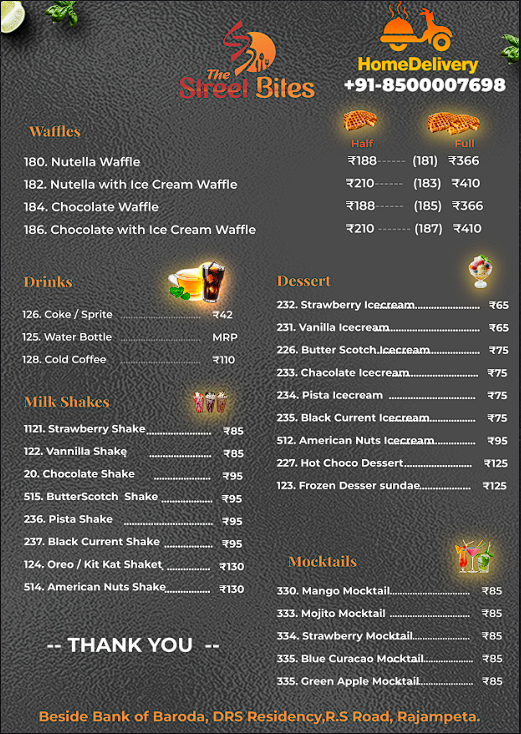 The
Street Bites
HomeDelivery
+91-8500007698
Waffles
Half Full
180. Nutella Waffle ₹188------ (181) ₹366
182. Nutella with Ice Cream Waffle ₹210------ (183) ₹410
184. Chocolate Waffle ₹188------ (185) ₹366
186. Chocolate with Ice Cream Waffle ₹210 ------ (187) ₹410
Drinks
126. Coke / Sprite ........................ ₹42
125. Water Bottle ........................ MRP
128. Cold Coffee ........................ ₹110
Milk Shakes
1121. Strawberry Shake..................... ₹85
122. Vannilla Shake ..................... ₹85
20. Chocolate Shake ................... ₹95
515. ButterScotch Shake ................. ₹95
236. Pista Shake ........................... ₹95
237. Black Current Shake ................ ₹95
124. Oreo / Kit Kat Shaket ............... ₹130
514. American Nuts Shake............... ₹130
-- THANK YOU --
Dessert
232. Strawberry Icecream..................... ₹65
231. Vanilla Icecream........................... ₹65
226. Butter Scotch Icecream.................. ₹75
233. Chacolate Icecream....................... ₹75
234. Pista Icecream ............................. ₹75
235. Black Current Icecream.................. ₹75
512. American Nuts Icecream............... ₹95
227. Hot Choco Dessert...................... ₹125
123. Frozen Desser sundae................. ₹125
Mocktails
330. Mango Mocktail........................... ₹85
333. Mojito Mocktail ........................... ₹85
334. Strawberry Mocktail..................... ₹85
335. Blue Curacao Mocktail.................. ₹85
335. Green Apple Mocktail................... ₹85
Beside Bank of Baroda, DRS Residency,R.S Road, Rajampeta.